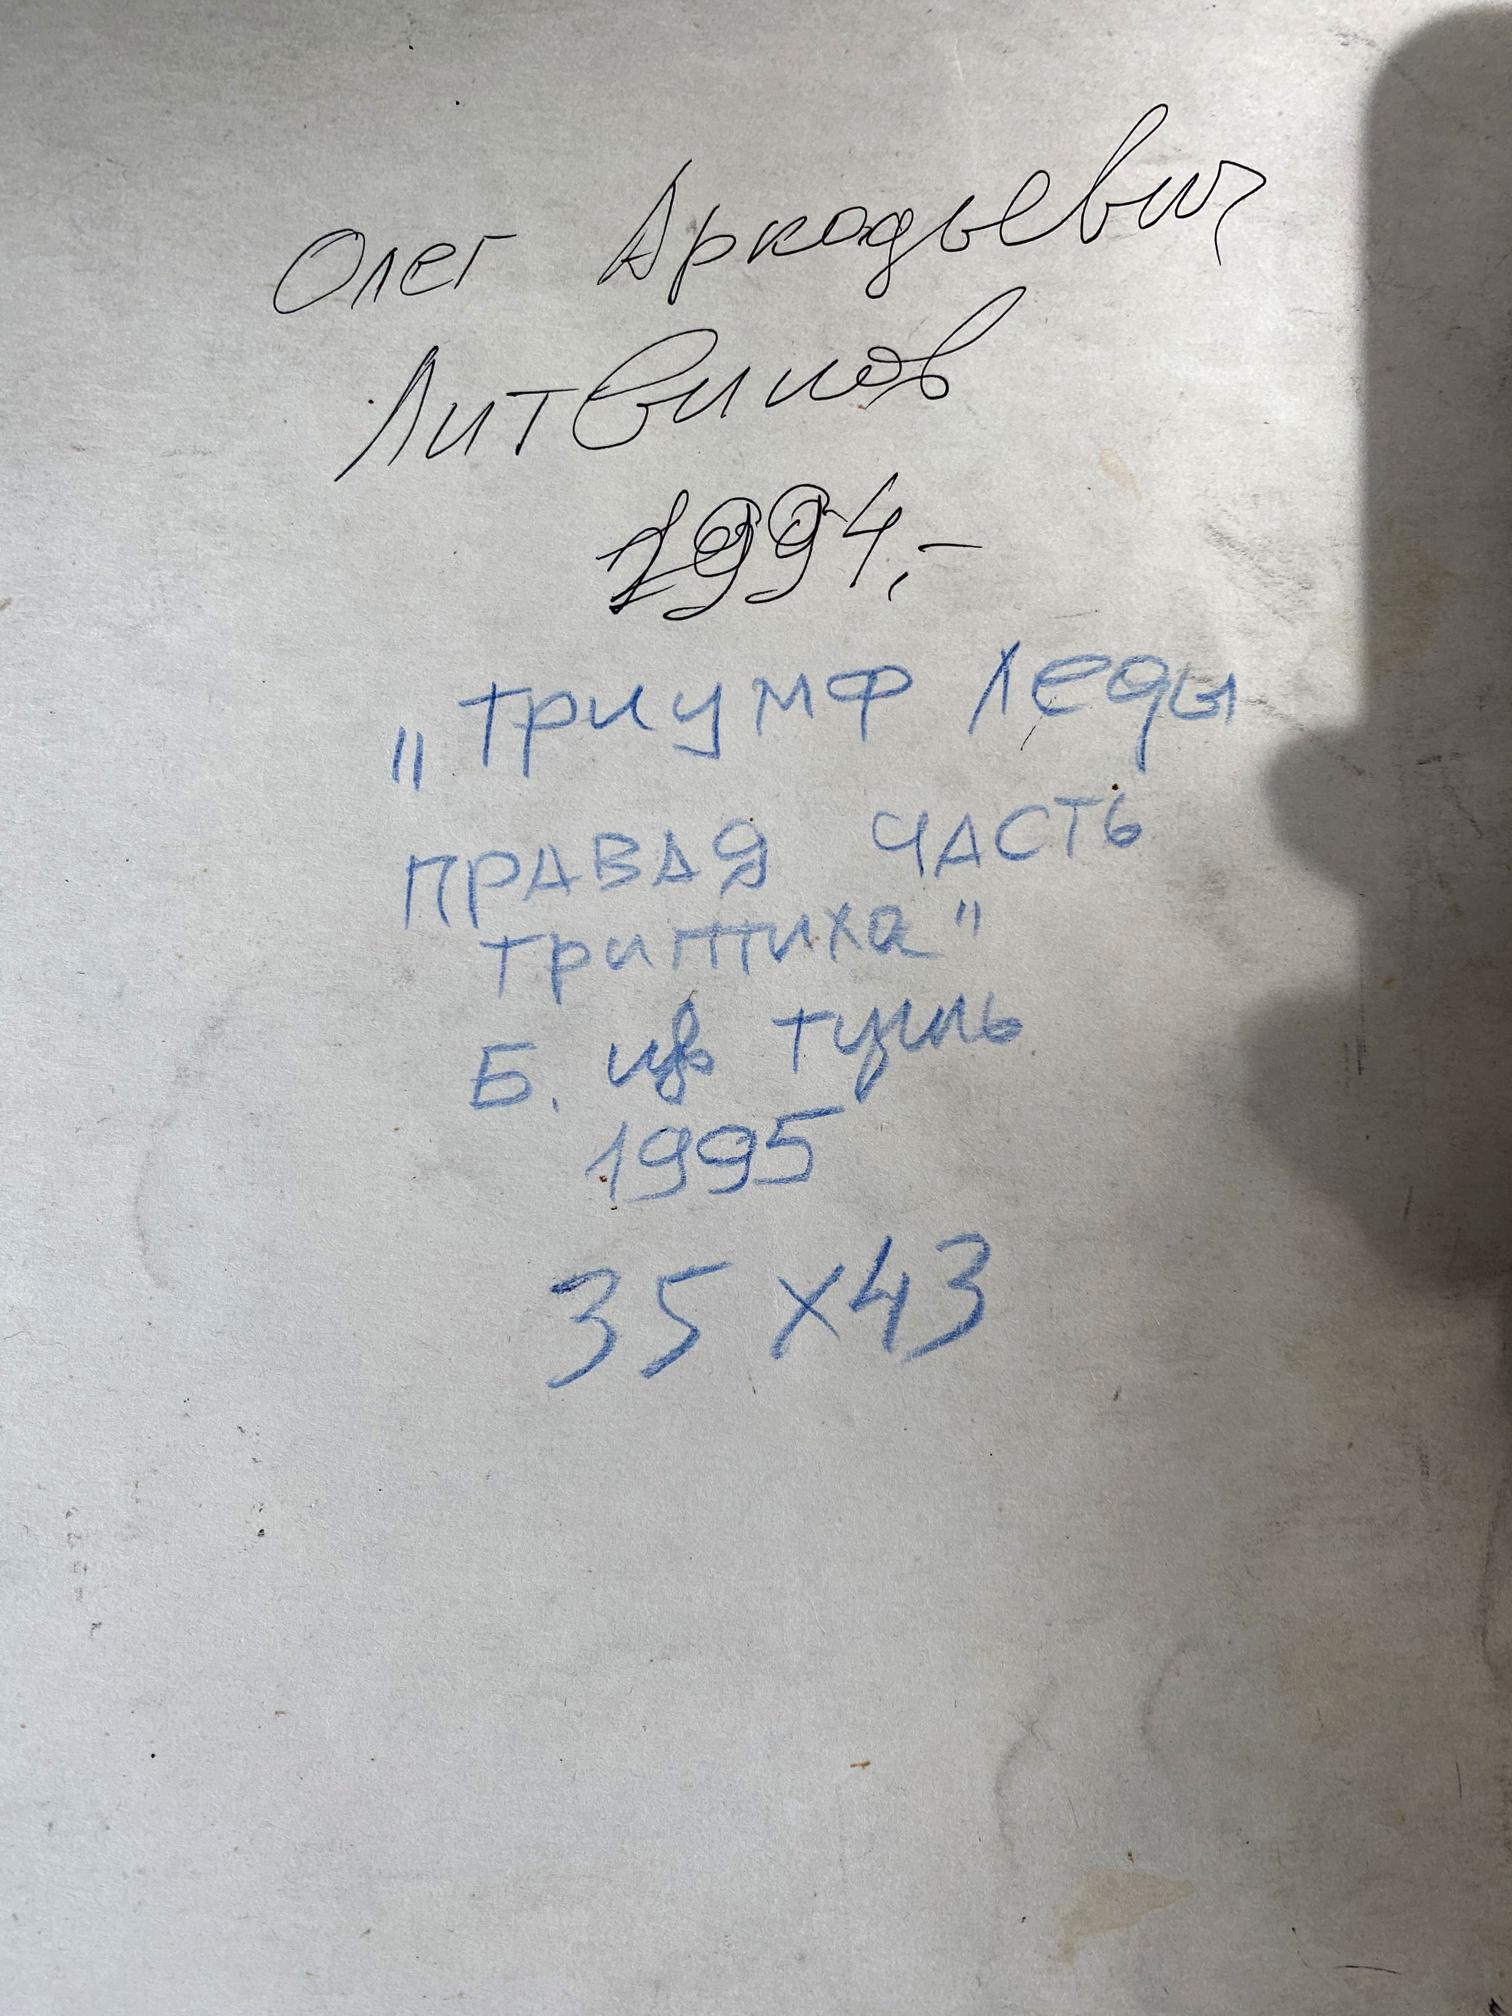 Олег Аркадьевич
Литвинов
1994.-
"триумф Леды
правая часть
триптиха"
Б. цв тушь
1995
35 x 43